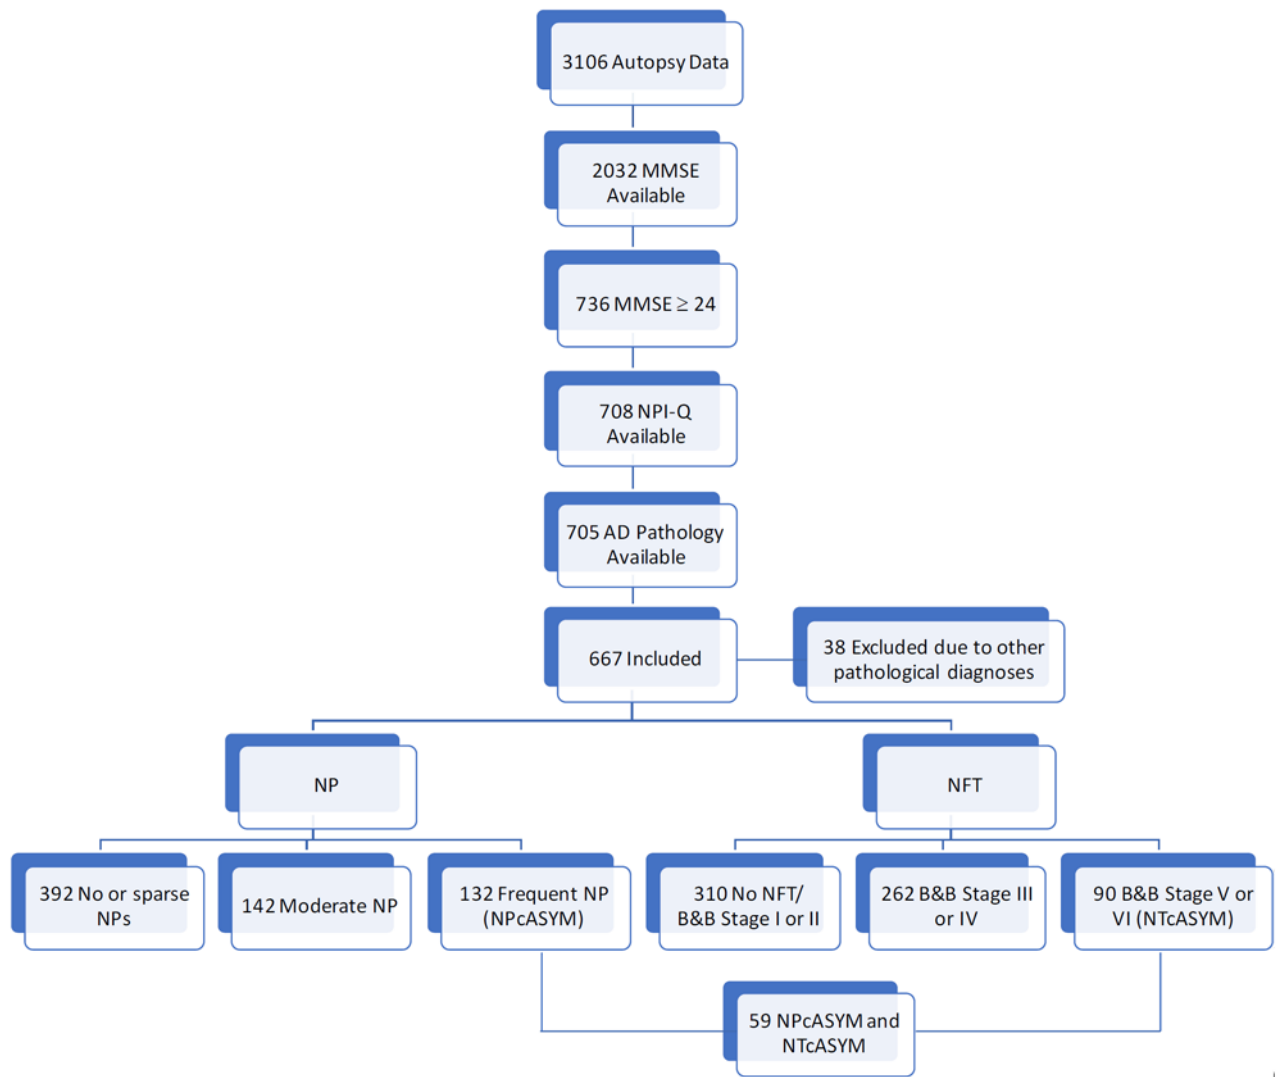 3106 Autopsy Data
2032 MMSE
Available
736 MMSE ≥ 24
708 NPI-Q
Available
705 AD Pathology
Available
667 Included
38 Excluded due to other
pathological diagnoses
NP
NFT
392 No or sparse
NPs
142 Moderate NP
132 Frequent NP
(NPcASYM)
310 No NFT/
B&B Stage I or II
262 B&B Stage III
or IV
90 B&B Stage V or
VI (NTcASYM)
59 NPcASYM and
NTcASYM